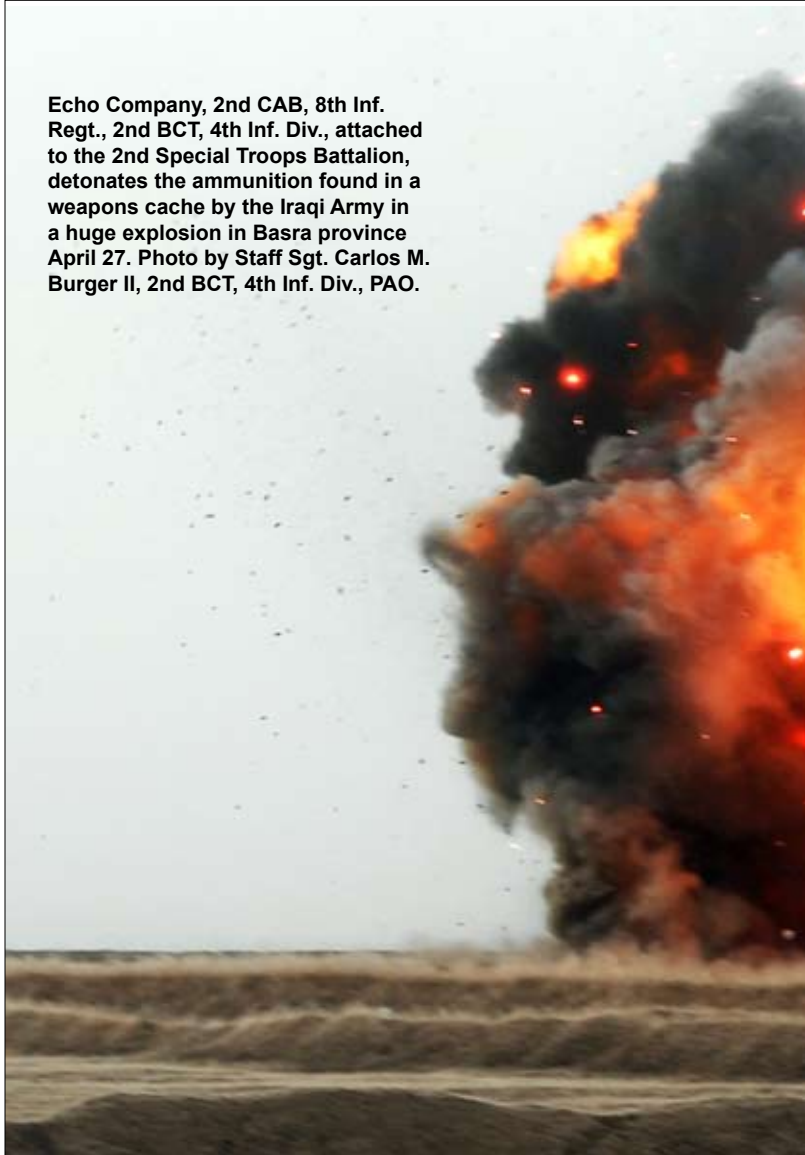 Echo Company, 2nd CAB, 8th Inf.
Regt., 2nd BCT, 4th Inf. Div., attached
to the 2nd Special Troops Battalion,
detonates the ammunition found in a
weapons cache by the Iraqi Army in
a huge explosion in Basra province
April 27. Photo by Staff Sgt. Carlos M.
Burger II, 2nd BCT, 4th Inf. Div., PAO.